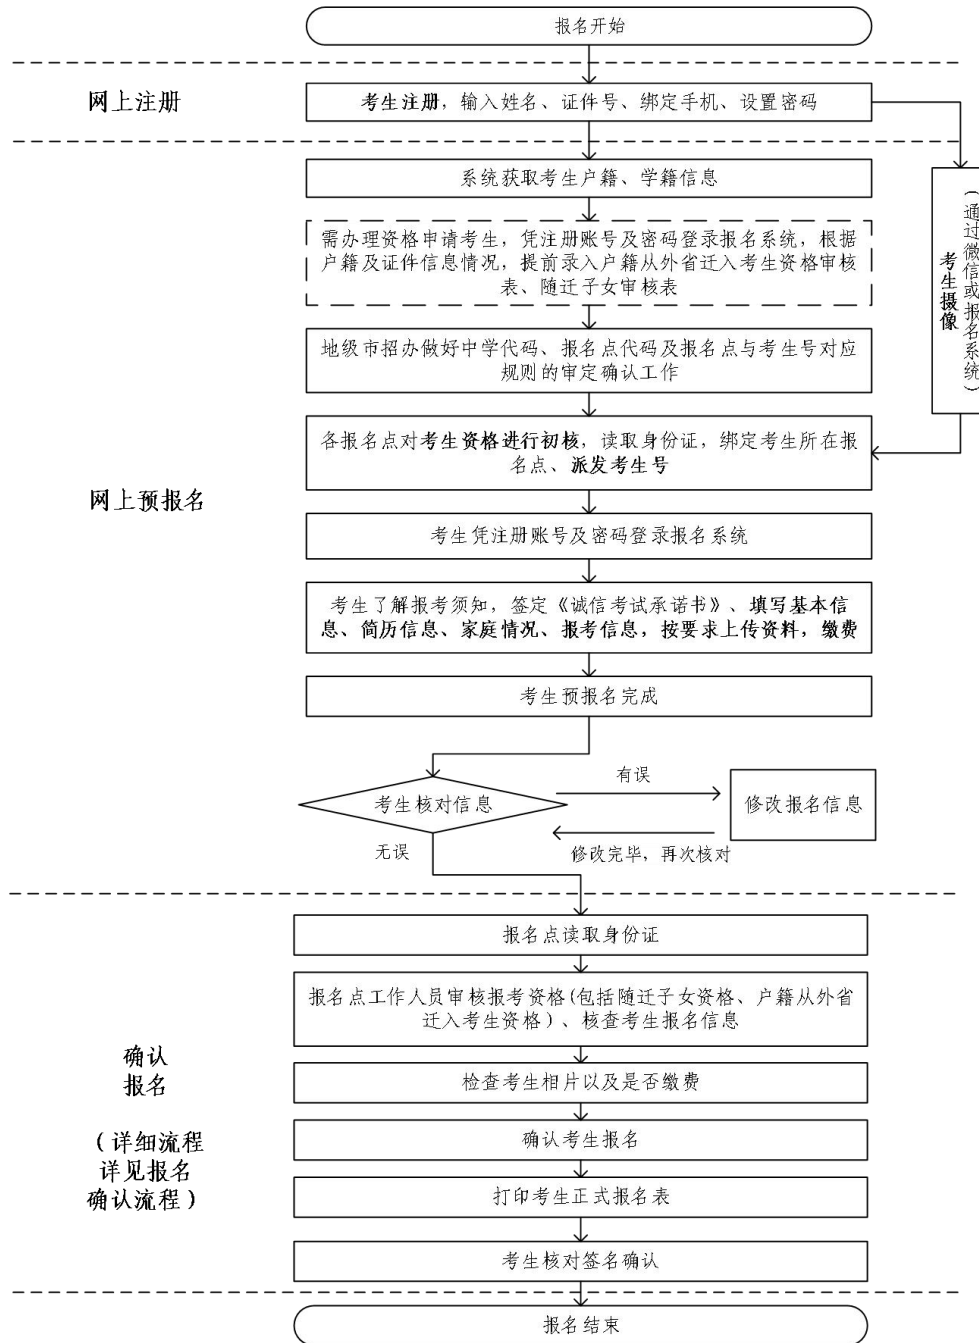 报名开始
网上注册
考生注册，输入姓名、证件号、绑定手机、设置密码
系统获取考生户籍、学籍信息
考生摄像
（通过微信或报名系统）
需办理资格申请考生，凭注册账号及密码登录报名系统，根据
户籍及证件信息情况，提前录入户籍从外省迁入考生资格审核
表、随迁子女审核表
地级市招办做好中学代码、报名点代码及报名点与考生号对应
规则的审定确认工作
各报名点对考生资格进行初核，读取身份证，绑定考生所在报
名点、派发考生号
网上预报名
考生凭注册账号及密码登录报名系统
考生了解报考须知，签定《诚信考试承诺书》、填写基本信
息、简历信息、家庭情况、报考信息，按要求上传资料，缴费
考生预报名完成
考生核对信息
有误
修改报名信息
修改完毕，再次核对
无误
报名点读取身份证
报名点工作人员审核报考资格(包括随迁子女资格、户籍从外省
迁入考生资格）、核查考生报名信息
确认
报名
（详细流程
详见报名
确认流程）
检查考生相片以及是否缴费
确认考生报名
打印考生正式报名表
考生核对签名确认
报名结束